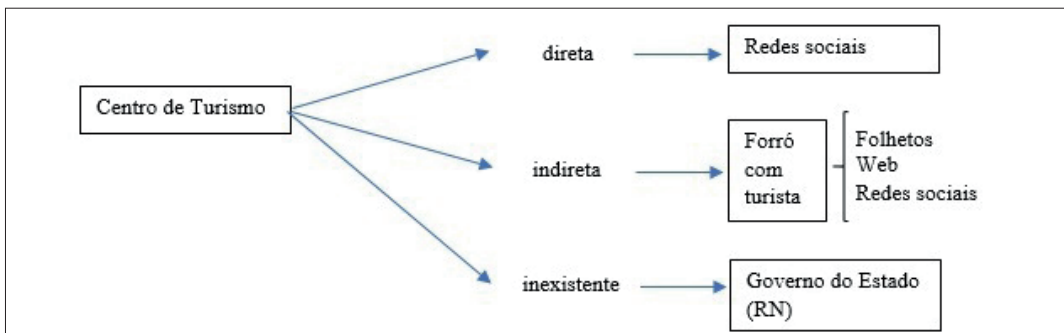 Centro de Turismo
direta
Redes sociais
indireta
Forró
com
turista
Folhetos
Web
Redes sociais
inexistente
Governo do Estado
(RN)